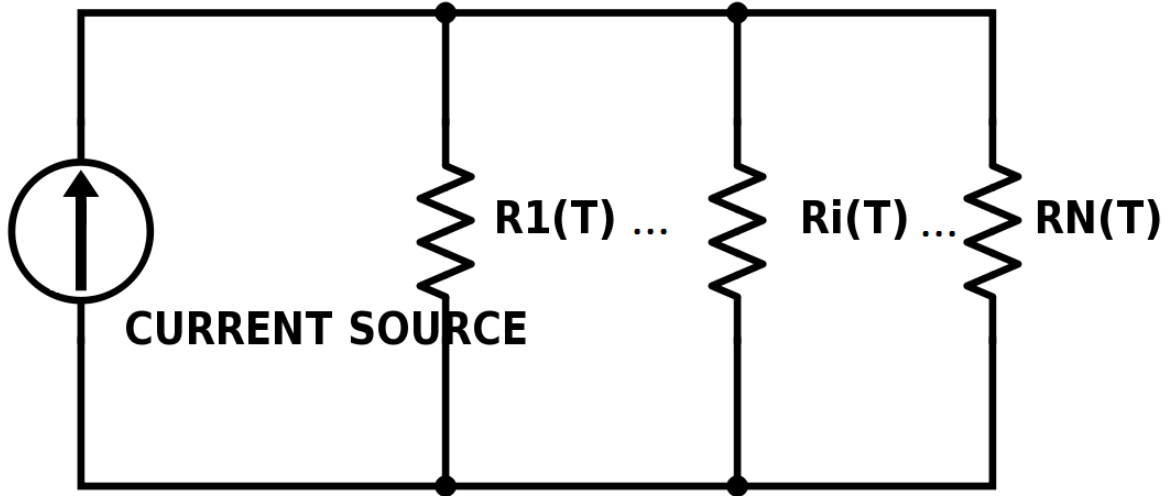 R1(T) ... Ri(T) ... RN(T)
CURRENT SOURCE